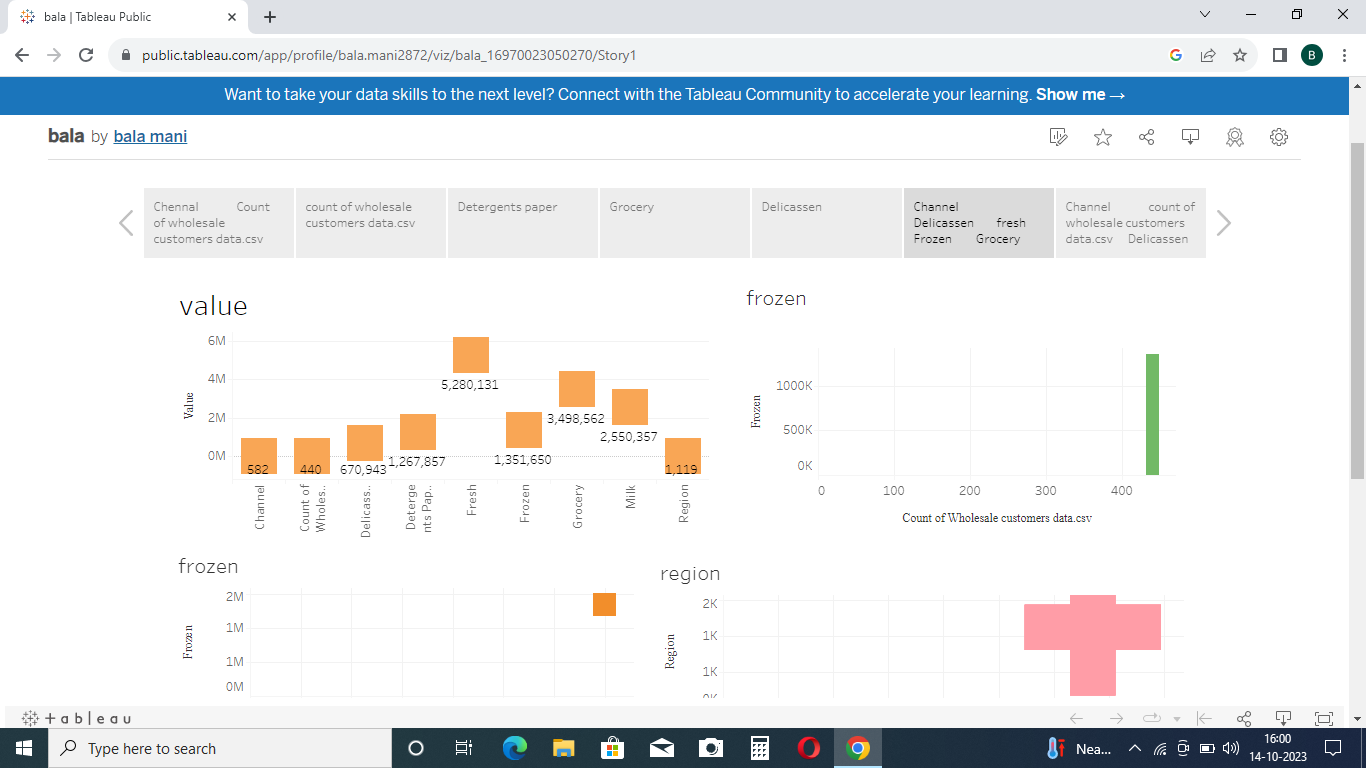 bala | Tableau Public
public.tableau.com/app/profile/bala.mani2872/viz/bala_16970023050270/Story1
B
Want to take your data skills to the next level? Connect with the Tableau Community to accelerate your learning. Show me →
bala by bala mani
Chennal Count
of wholesale
customers data.csv
count of wholesale
customers data.csv
Detergents paper
Grocery
Delicassen
Channel
Delicassen fresh
Frozen Grocery
Channel count of
wholesale customers
data.csv Delicassen
value
6M
4M
2M
0M
Value
582
440
670,943
1,267,857
5,280,131
1,351,650
3,498,562
2,550,357
1,119
Channel
Count of
Wholes..
Delicass..
Deterge
nts Pap..
Fresh
Frozen
Grocery
Milk
Region
frozen
1000K
500K
0K
Frozen
0 100 200 300 400
Count of Wholesale customers data.csv
frozen
2M
1M
1M
0M
Frozen
region
2K
1K
1K
0K
Region
+ a b | e a u
Type here to search
Nea...
16:00
14-10-2023